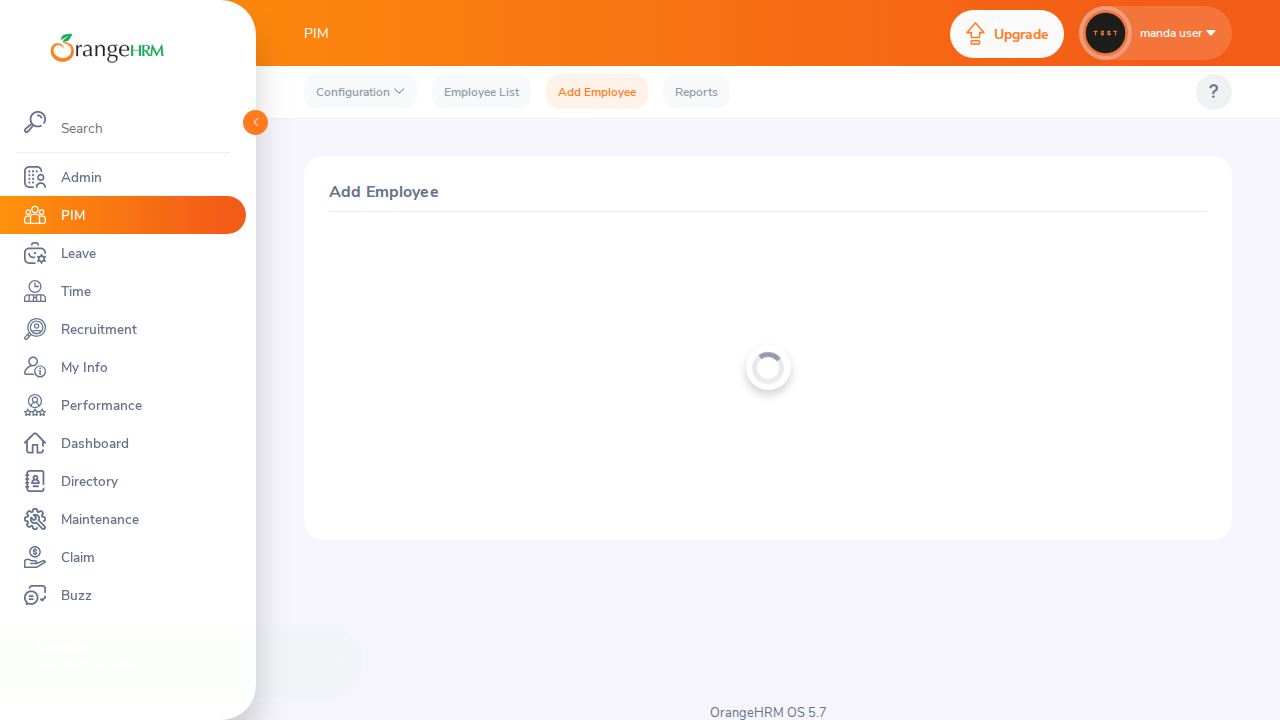 OrangeHRM
PIM
Upgrade
TEST
manda user
Configuration
Employee List
Add Employee
Reports
?
Search
Admin
PIM
Leave
Time
Recruitment
My Info
Performance
Dashboard
Directory
Maintenance
Claim
Buzz
Add Employee
OrangeHRM OS 5.7